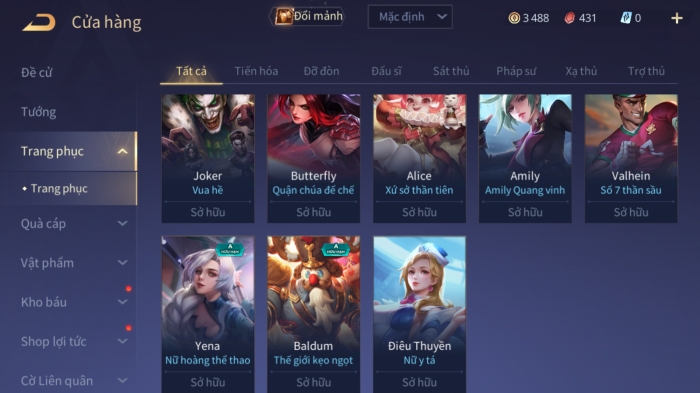 Cửa hàng
Đổi mảnh
Mặc định
3 488
431
0
Đề cử
Tướng
Trang phục
Trang phục
Quà cáp
Vật phẩm
Kho báu
Shop lợi tức
Cờ Liên quân
Tất cả Tiến hóa Đỡ đòn Đấu sĩ Sát thủ Pháp sư Xạ thủ Trợ thủ
Joker
Vua hề
Sở hữu
Butterfly
Quận chúa đế chế
Sở hữu
Alice
Xứ sở thần tiên
Sở hữu
Amily
Amily Quang vinh
Sở hữu
Valhein
Số 7 thần sầu
Sở hữu
A
HỮU HẠN
Yena
Nữ hoàng thể thao
Sở hữu
A
HỮU HẠN
Baldum
Thế giới kẹo ngọt
Sở hữu
Điêu Thuyền
Nữ y tá
Sở hữu